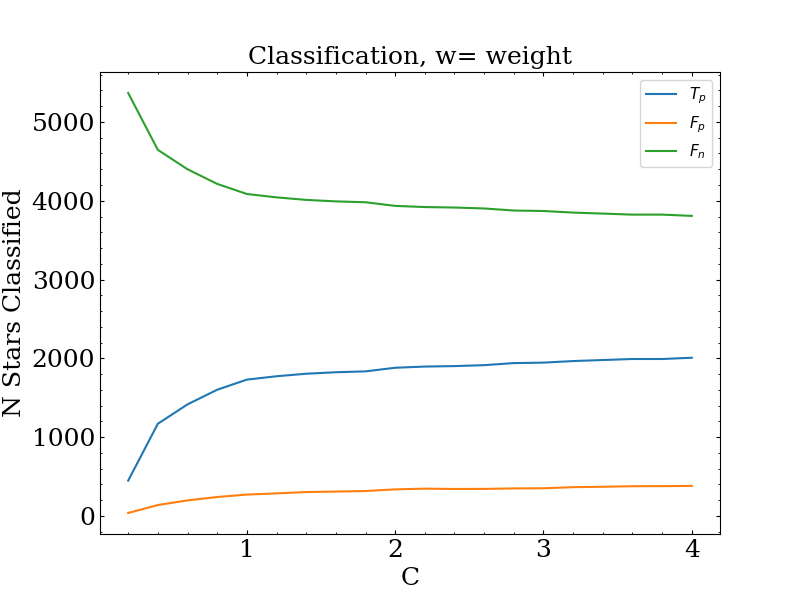 Classification, w= weight
N Stars Classified
5000
4000
3000
2000
1000
0
T_p
F_p
F_n
1 2 3 4
C